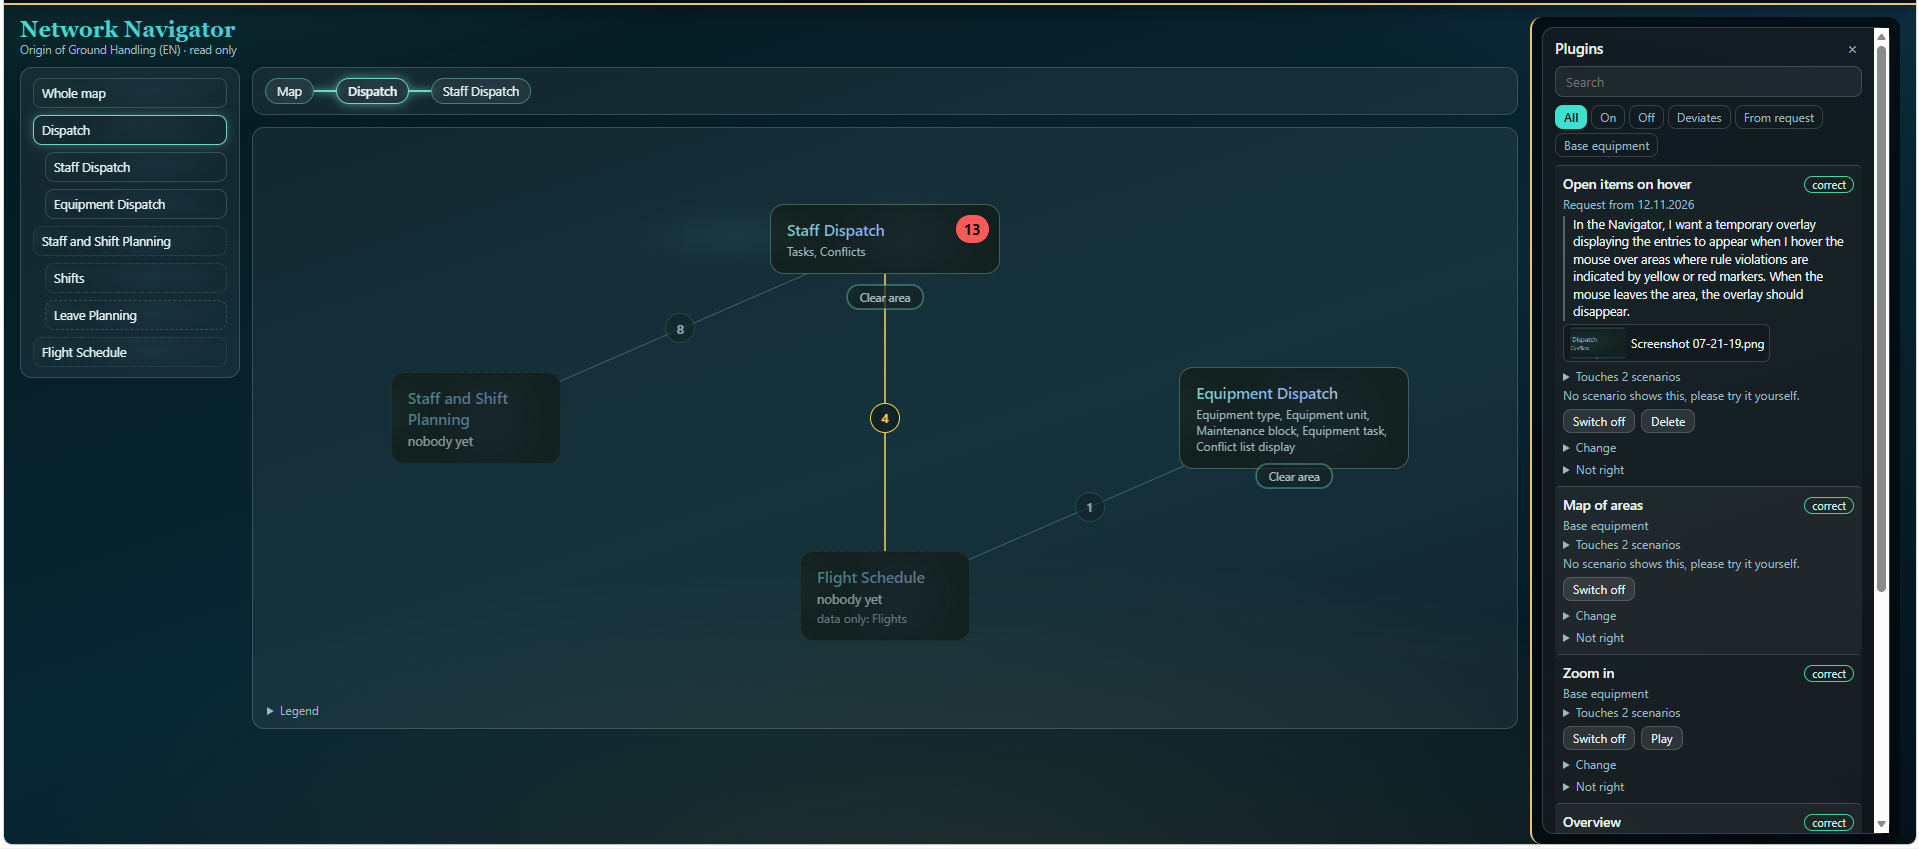 Network Navigator
Origin of Ground Handling (EN) · read only
Whole map
Dispatch
Staff Dispatch
Equipment Dispatch
Staff and Shift Planning
Shifts
Leave Planning
Flight Schedule
Map
Dispatch
Staff Dispatch
Staff Dispatch
13
Tasks, Conflicts
Clear area
8
Staff and Shift
Planning
nobody yet
4
Equipment Dispatch
Equipment type, Equipment unit,
Maintenance block, Equipment task,
Conflict list display
Clear area
1
Flight Schedule
nobody yet
data only: Flights
Legend
Plugins
×
Search
All
On
Off
Deviates
From request
Base equipment
Open items on hover
correct
Request from 12.11.2026
In the Navigator, I want a temporary overlay
displaying the entries to appear when I hover the
mouse over areas where rule violations are
indicated by yellow or red markers. When the
mouse leaves the area, the overlay should
disappear.
Dispatch
Conflicts
Screenshot 07-21-19.png
Touches 2 scenarios
No scenario shows this, please try it yourself.
Switch off
Delete
Change
Not right
Map of areas
correct
Base equipment
Touches 2 scenarios
No scenario shows this, please try it yourself.
Switch off
Change
Not right
Zoom in
correct
Base equipment
Touches 2 scenarios
Switch off
Play
Change
Not right
Overview
correct